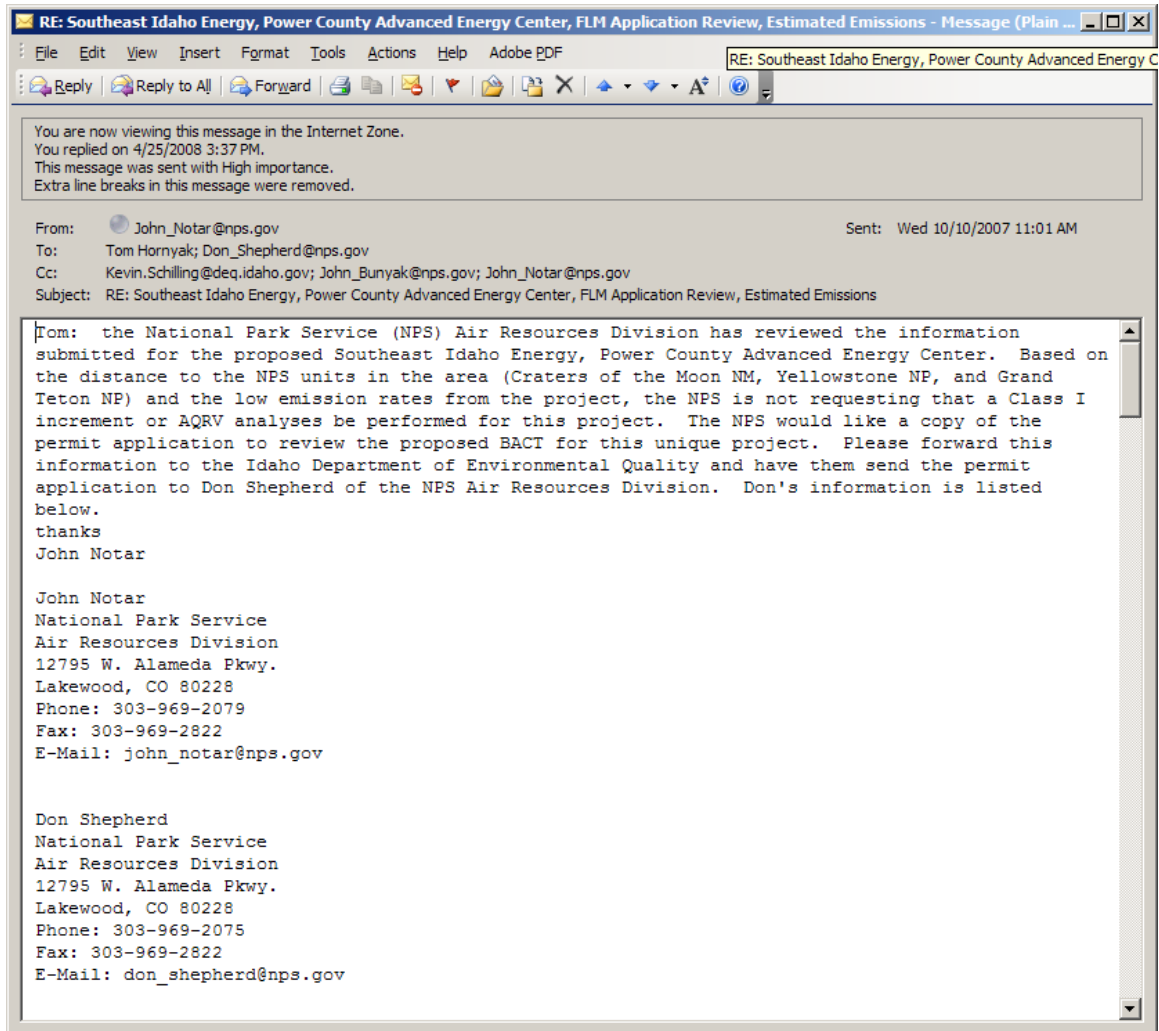 RE: Southeast Idaho Energy, Power County Advanced Energy Center, FLM Application Review, Estimated Emissions - Message (Plain ...
File Edit View Insert Format Tools Actions Help Adobe PDF
RE: Southeast Idaho Energy, Power County Advanced Energy C
Reply Reply to All Forward
You are now viewing this message in the Internet Zone.
You replied on 4/25/2008 3:37 PM.
This message was sent with High importance.
Extra line breaks in this message were removed.
From: John_Notar@nps.gov Sent: Wed 10/10/2007 11:01 AM
To: Tom Hornyak; Don_Shepherd@nps.gov
Cc: Kevin.Schilling@deq.idaho.gov; John_Bunyak@nps.gov; John_Notar@nps.gov
Subject: RE: Southeast Idaho Energy, Power County Advanced Energy Center, FLM Application Review, Estimated Emissions
Tom: the National Park Service (NPS) Air Resources Division has reviewed the information
submitted for the proposed Southeast Idaho Energy, Power County Advanced Energy Center. Based on
the distance to the NPS units in the area (Craters of the Moon NM, Yellowstone NP, and Grand
Teton NP) and the low emission rates from the project, the NPS is not requesting that a Class I
increment or AQRV analyses be performed for this project. The NPS would like a copy of the
permit application to review the proposed BACT for this unique project. Please forward this
information to the Idaho Department of Environmental Quality and have them send the permit
application to Don Shepherd of the NPS Air Resources Division. Don's information is listed
below.
thanks
John Notar
John Notar
National Park Service
Air Resources Division
12795 W. Alameda Pkwy.
Lakewood, CO 80228
Phone: 303-969-2079
Fax: 303-969-2822
E-Mail: john_notar@nps.gov
Don Shepherd
National Park Service
Air Resources Division
12795 W. Alameda Pkwy.
Lakewood, CO 80228
Phone: 303-969-2075
Fax: 303-969-2822
E-Mail: don_shepherd@nps.gov